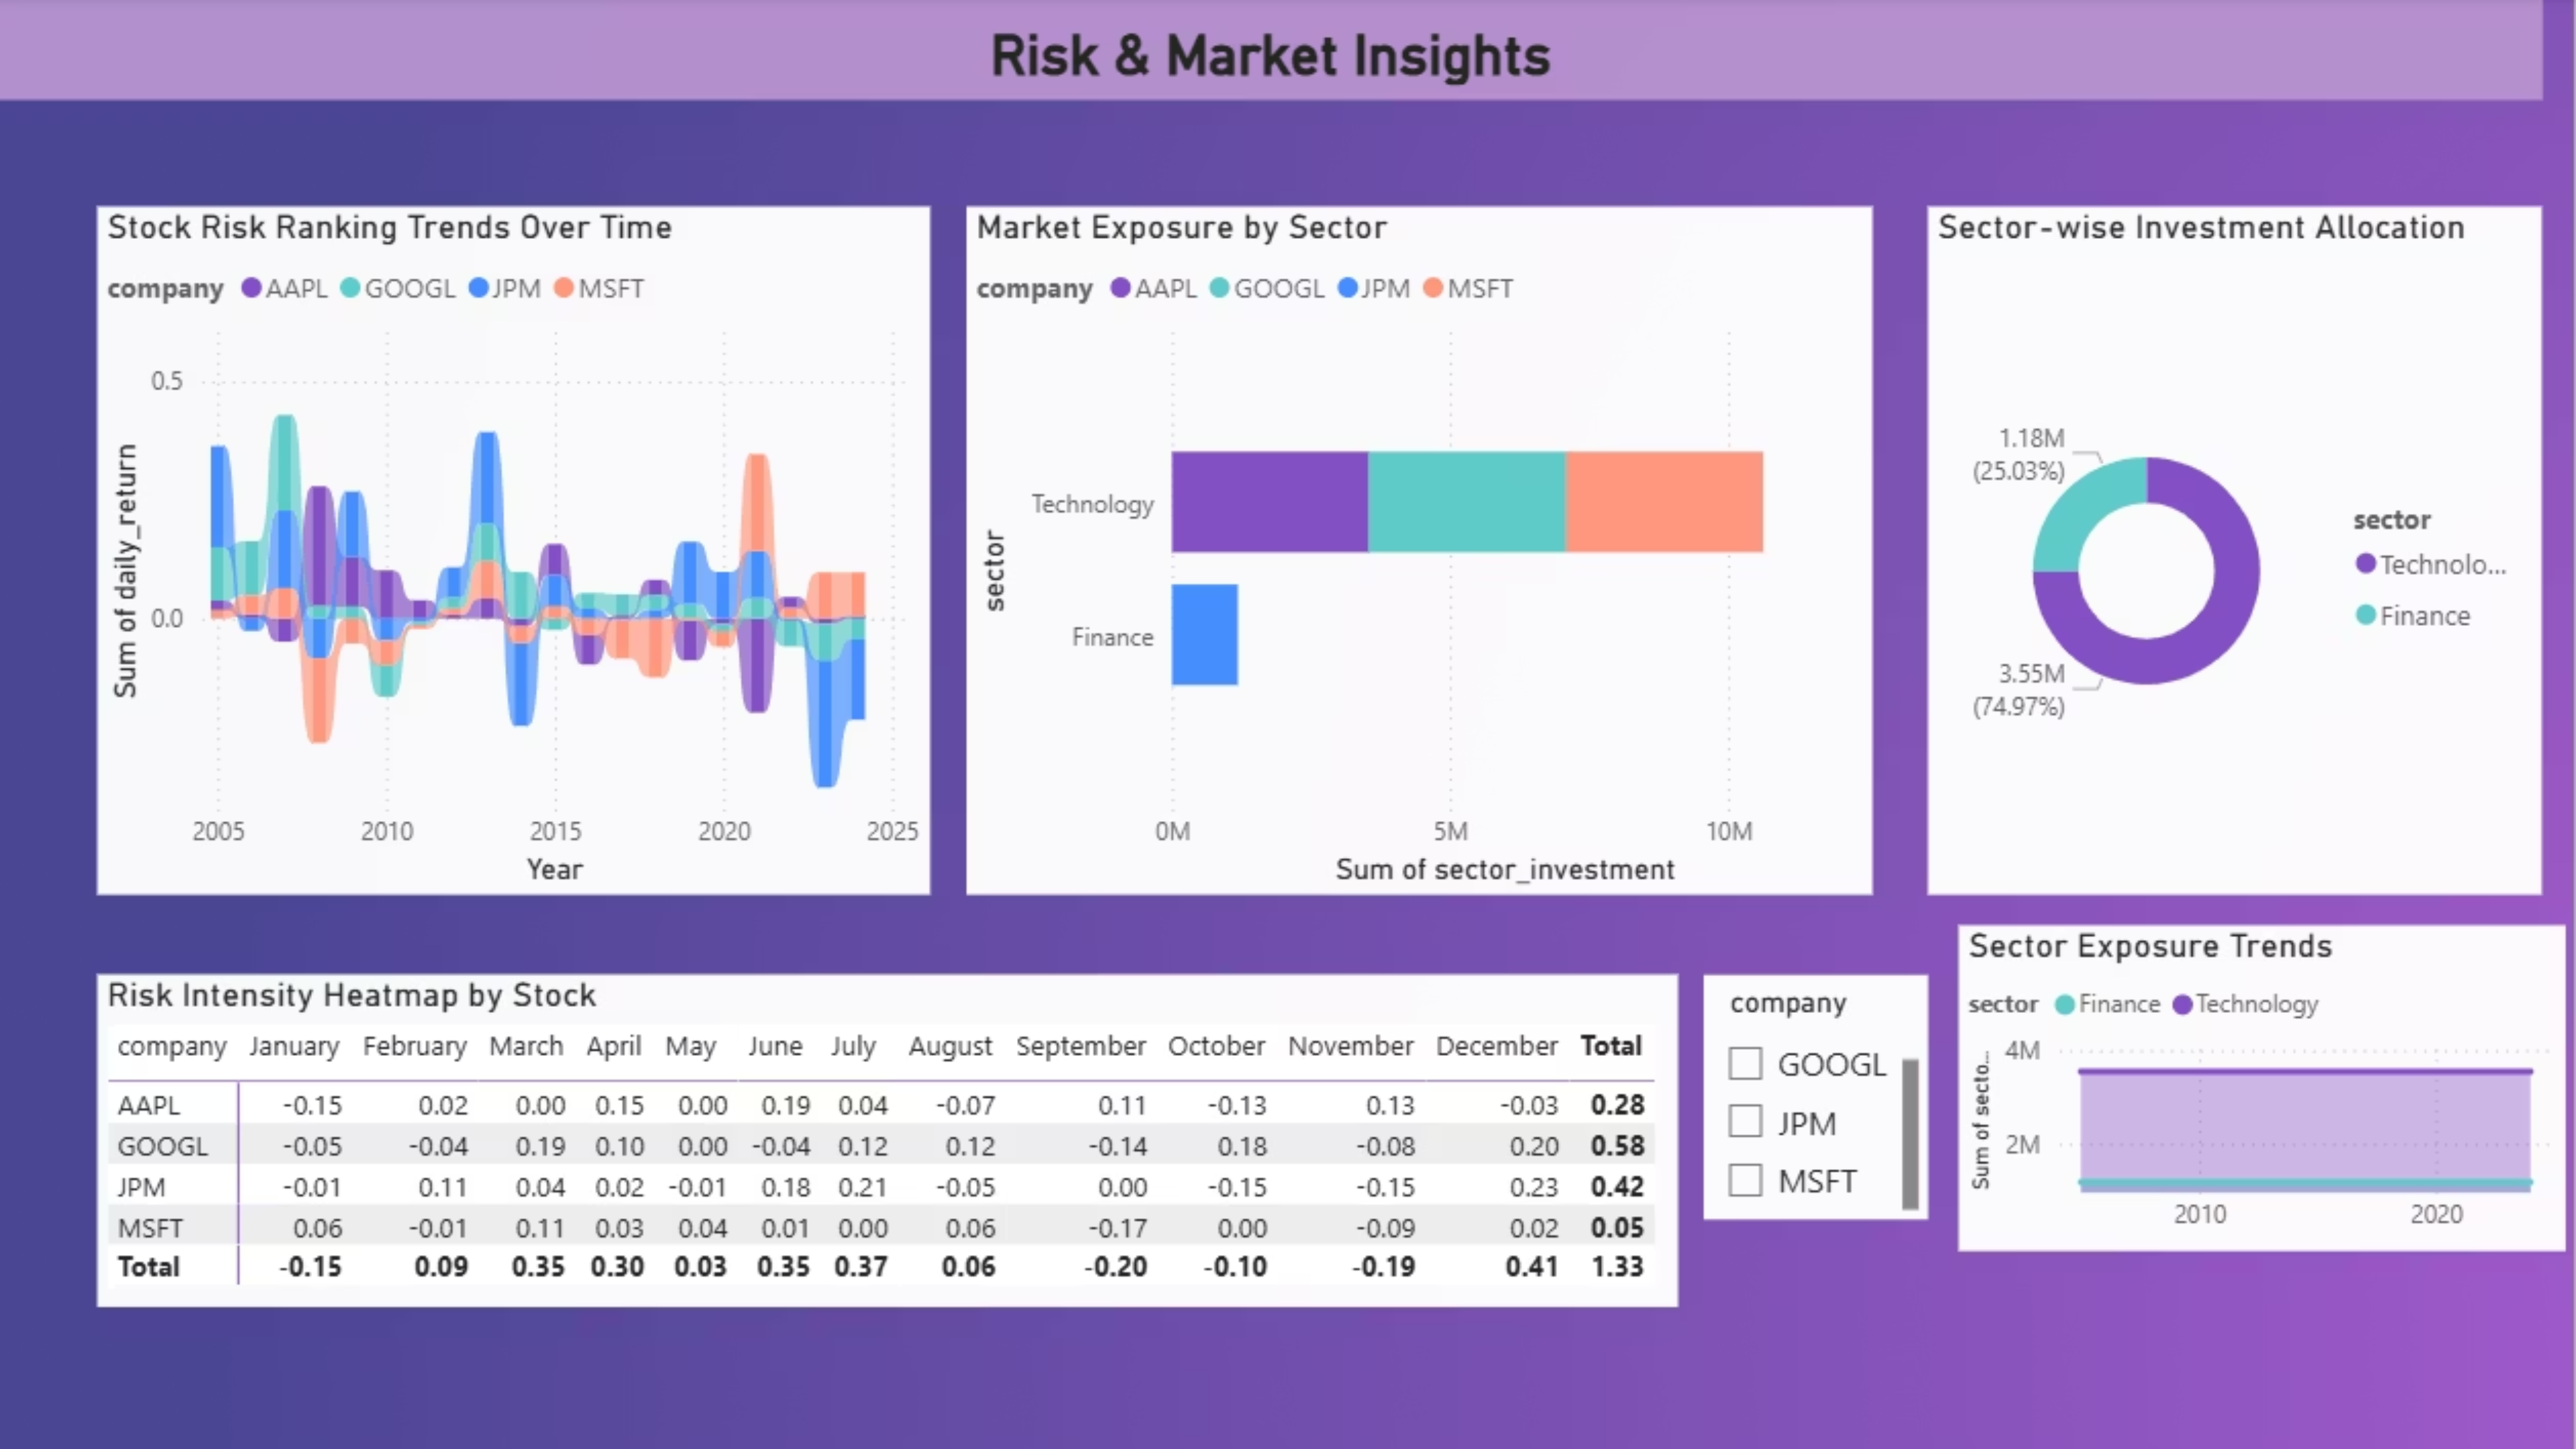 Risk & Market Insights
Stock Risk Ranking Trends Over Time
company AAPL GOOGL JPM MSFT
0.5
0.0
Sum of daily_return
2005 2010 2015 2020 2025
Year
Market Exposure by Sector
company AAPL GOOGL JPM MSFT
sector
Technology
Finance
0M 5M 10M
Sum of sector_investment
Sector-wise Investment Allocation
1.18M
(25.03%)
3.55M
(74.97%)
sector
Technolo...
Finance
Risk Intensity Heatmap by Stock
company January February March April May June July August September October November December Total
AAPL -0.15 0.02 0.00 0.15 0.00 0.19 0.04 -0.07 0.11 -0.13 0.13 -0.03 0.28
GOOGL -0.05 -0.04 0.19 0.10 0.00 -0.04 0.12 0.12 -0.14 0.18 -0.08 0.20 0.58
JPM -0.01 0.11 0.04 0.02 -0.01 0.18 0.21 -0.05 0.00 -0.15 -0.15 0.23 0.42
MSFT 0.06 -0.01 0.11 0.03 0.04 0.01 0.00 0.06 -0.17 0.00 -0.09 0.02 0.05
Total -0.15 0.09 0.35 0.30 0.03 0.35 0.37 0.06 -0.20 -0.10 -0.19 0.41 1.33
company
GOOGL
JPM
MSFT
Sector Exposure Trends
sector Finance Technology
Sum of secto...
4M
2M
2010 2020